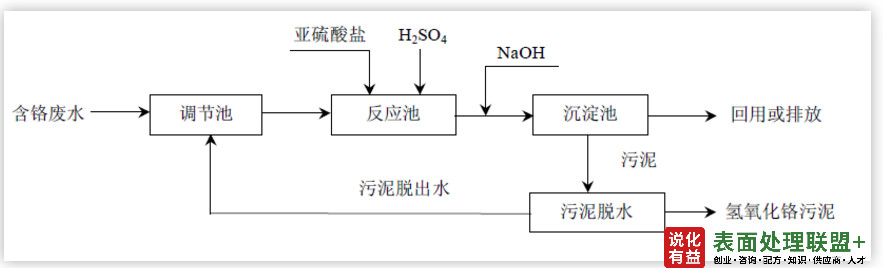 亚硫酸盐
H₂SO₄
NaOH
含铬废水
调节池
反应池
沉淀池
回用或排放
污泥
污泥脱出水
污泥脱水
氢氧化铬污泥
说化有益
表面处理联盟+
创业·咨询·配方·知识·供应商·人才